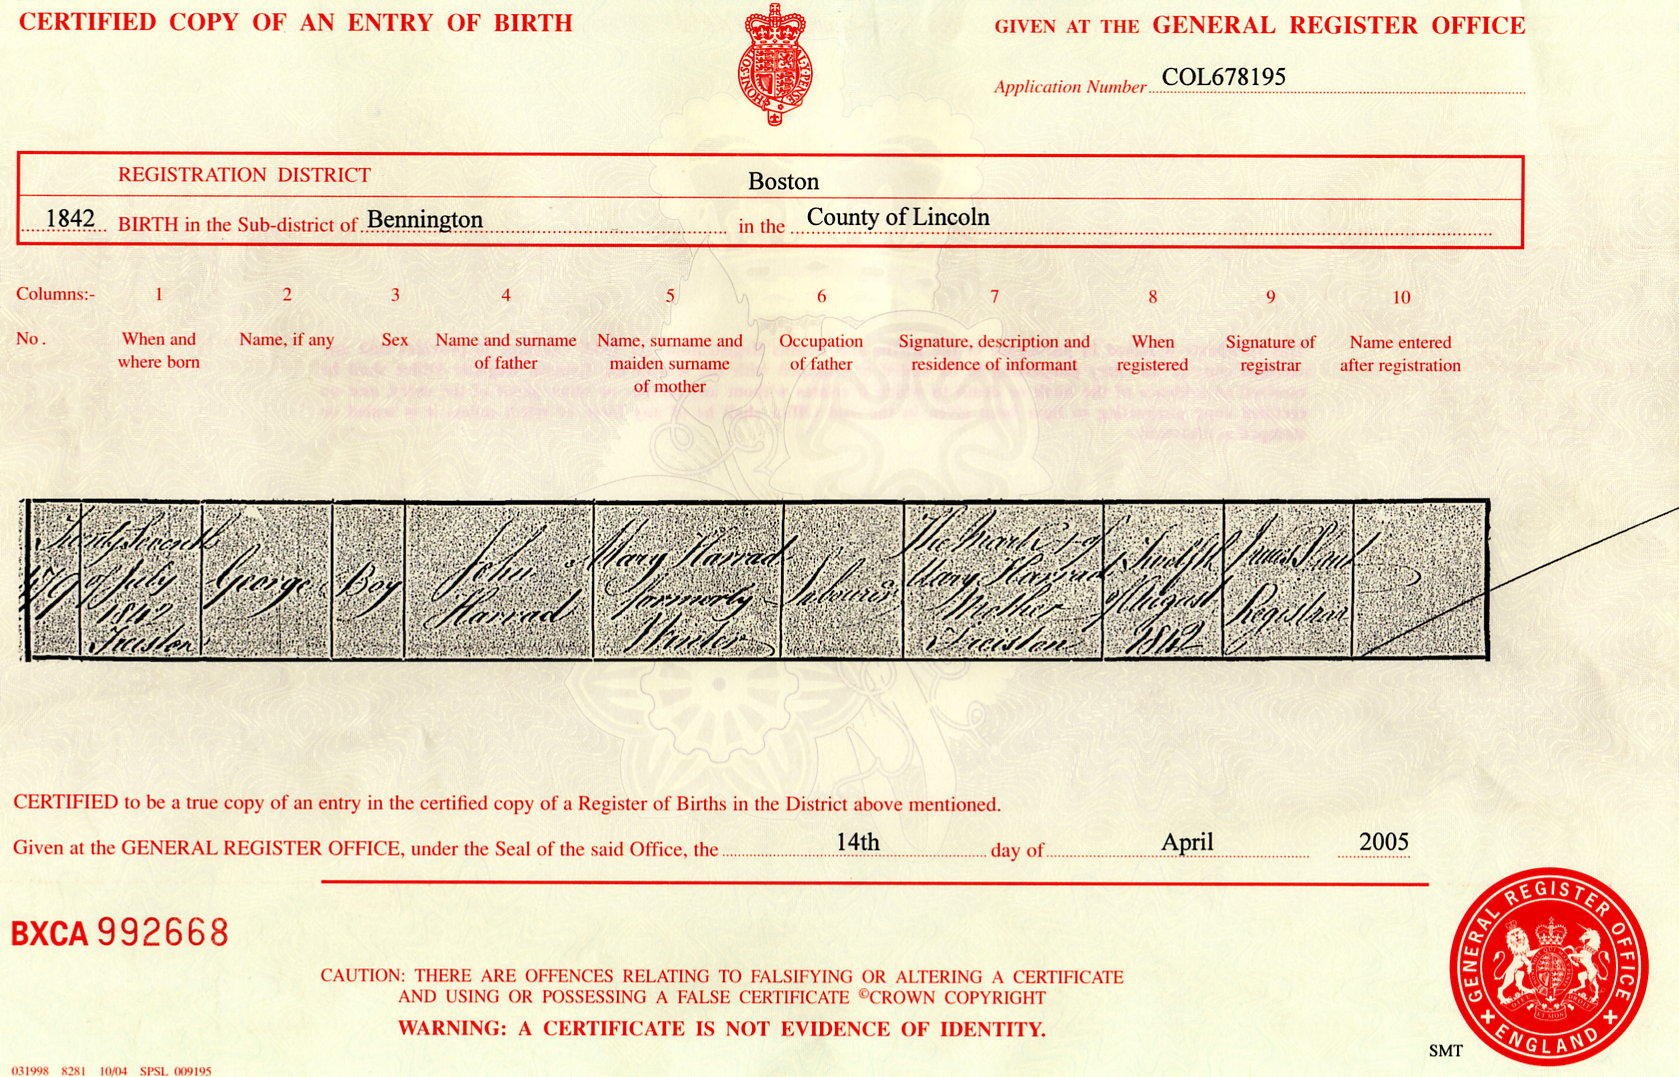 CERTIFIED COPY OF AN ENTRY OF BIRTH
GIVEN AT THE GENERAL REGISTER OFFICE
Application Number COL678195
REGISTRATION DISTRICT Boston
1842 BIRTH in the Sub-district of Bennington in the County of Lincoln
Columns:- 1 2 3 4 5 6 7 8 9 10
No. When and where born
Name, if any
Sex
Name and surname of father
Name, surname and maiden surname of mother
Occupation of father
Signature, description and residence of informant
When registered
Signature of registrar
Name entered after registration
Twenty Seventh
of July
1842
Freiston
George
Boy
John
Harrad
Mary Harrad
formerly
Labourer
The Mark of
Mary Harrad
Mother
Freiston
Twelfth
of August
1842
Registrar
CERTIFIED to be a true copy of an entry in the certified copy of a Register of Births in the District above mentioned.
Given at the GENERAL REGISTER OFFICE, under the Seal of the said Office, the 14th day of April 2005
BXCA 992668
CAUTION: THERE ARE OFFENCES RELATING TO FALSIFYING OR ALTERING A CERTIFICATE
AND USING OR POSSESSING A FALSE CERTIFICATE ©CROWN COPYRIGHT
WARNING: A CERTIFICATE IS NOT EVIDENCE OF IDENTITY.
GENERAL REGISTER OFFICE
ENGLAND
SMT
031998 8281 10/04 SPSL 009195